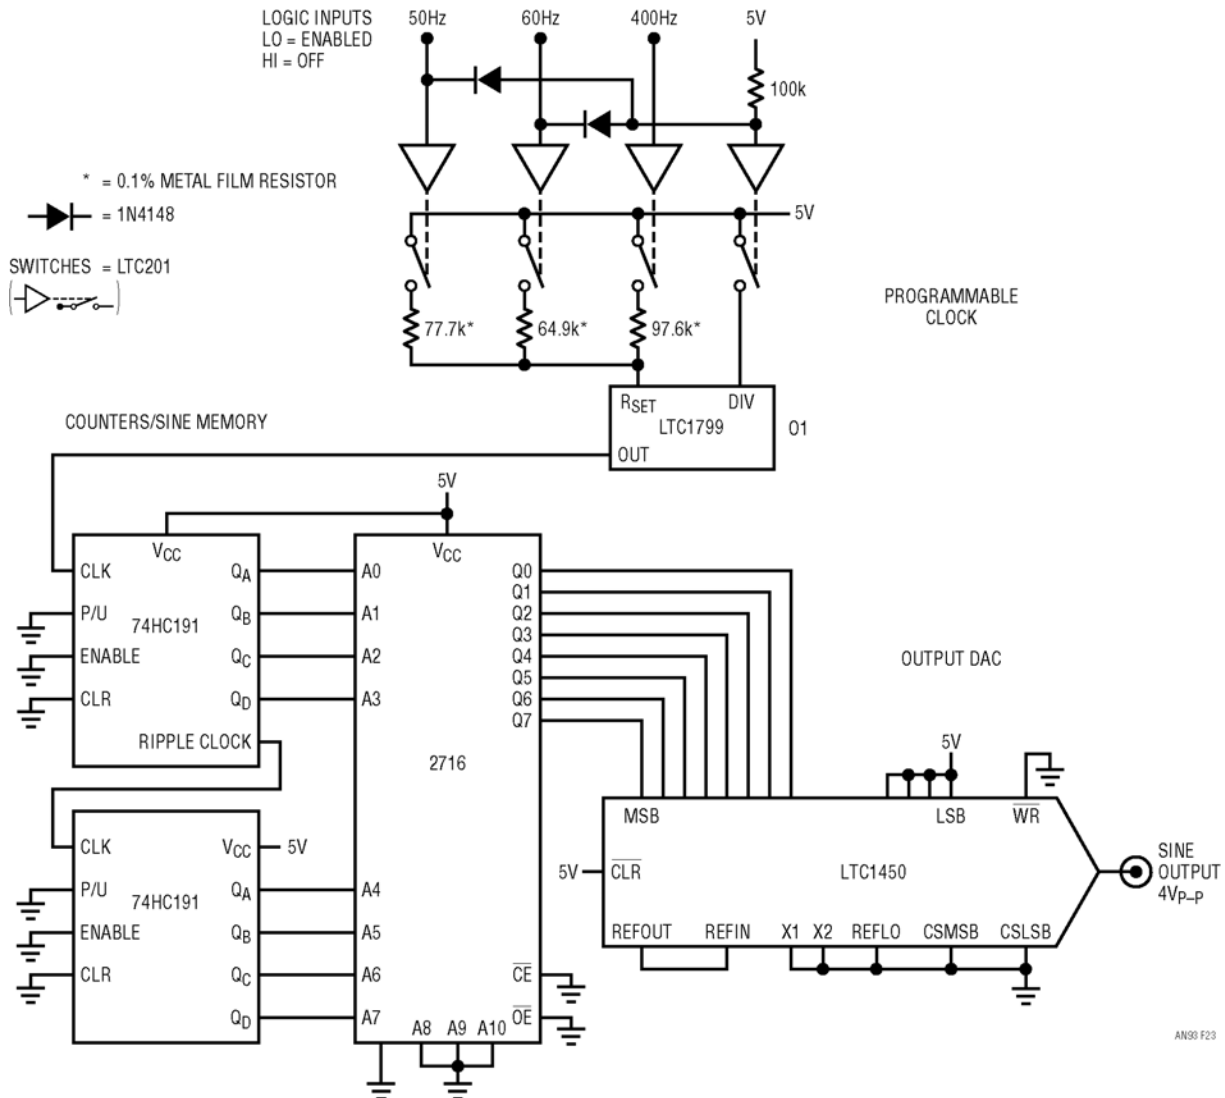 LOGIC INPUTS
LO = ENABLED
HI = OFF
50Hz
60Hz
400Hz
5V
100k
* = 0.1% METAL FILM RESISTOR
= 1N4148
SWITCHES = LTC201
5V
77.7k*
64.9k*
97.6k*
PROGRAMMABLE
CLOCK
RSET
DIV
LTC1799
OUT
O1
COUNTERS/SINE MEMORY
5V
VCC
CLK
P/U
ENABLE
CLR
74HC191
QA
QB
QC
QD
RIPPLE CLOCK
VCC
A0
A1
A2
A3
Q0
Q1
Q2
Q3
Q4
Q5
Q6
Q7
2716
CLK
P/U
ENABLE
CLR
74HC191
VCC
5V
QA
QB
QC
QD
A4
A5
A6
A7
A8
A9
A10
CE
OE
OUTPUT DAC
5V
MSB
LSB
WR
5V
CLR
LTC1450
REFOUT
REFIN
X1
X2
REFLO
CSMSB
CSLSB
SINE
OUTPUT
4VP–P
AN93 F23